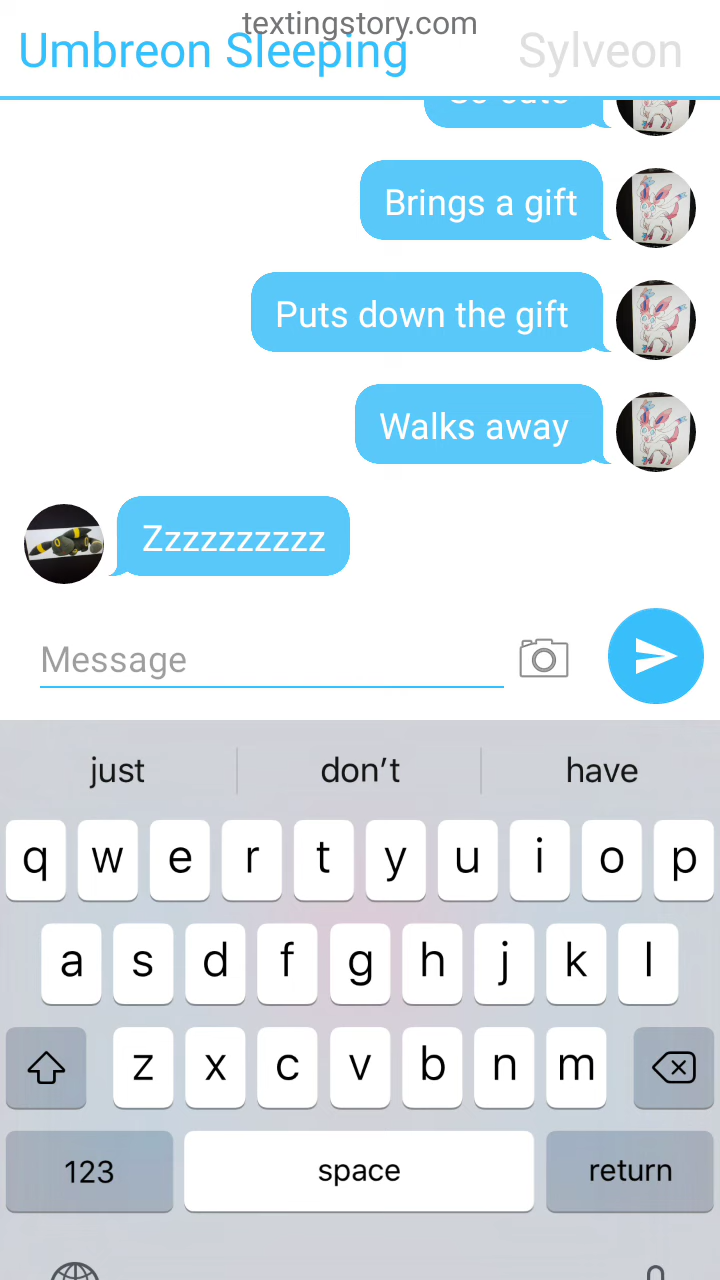 textingstory.com
Umbreon Sleeping Sylveon
Brings a gift
Puts down the gift
Walks away
Zzzzzzzzzz
Message
just don't have
q w e r t y u i o p
a s d f g h j k l
z x c v b n m
123 space return